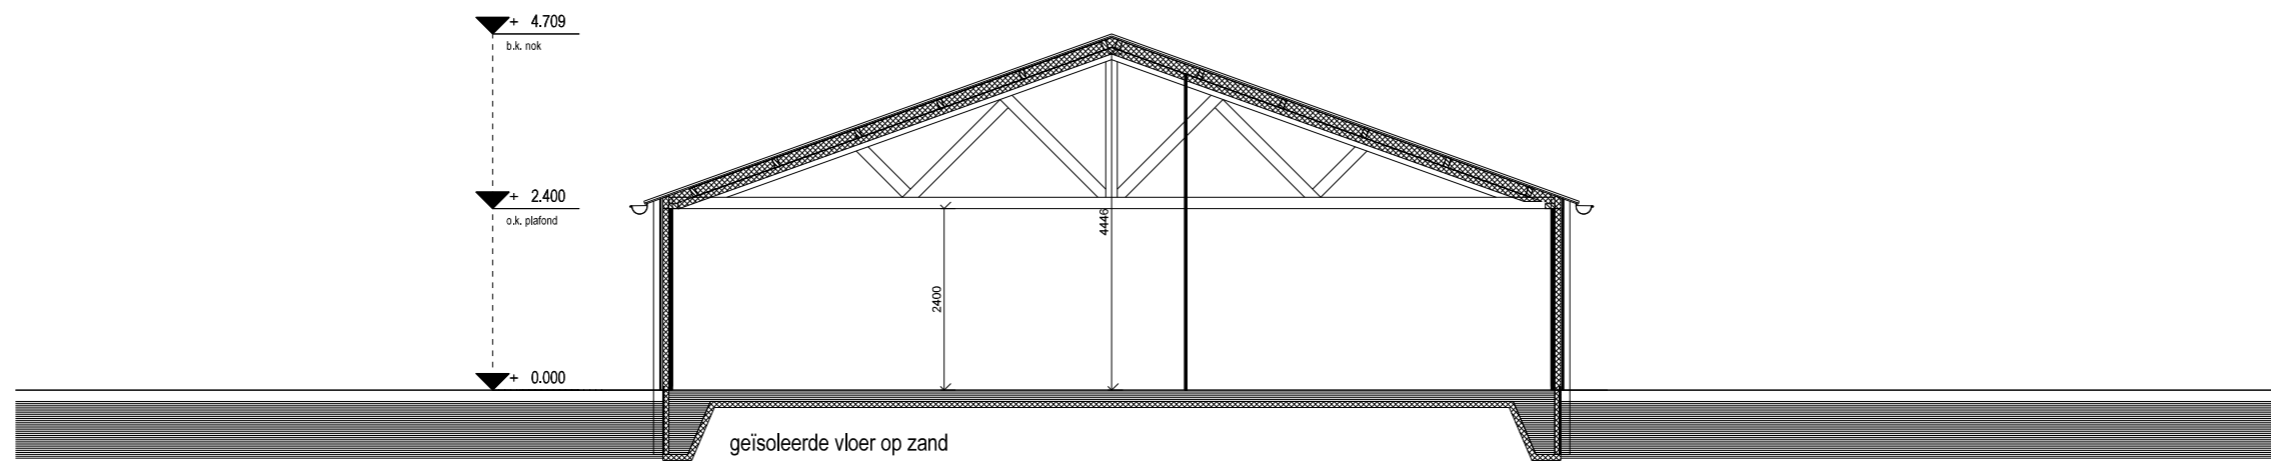 + 4.709
b.k. nok
+ 2.400
o.k. plafond
4446
2400
+ 0.000
geïsoleerde vloer op zand